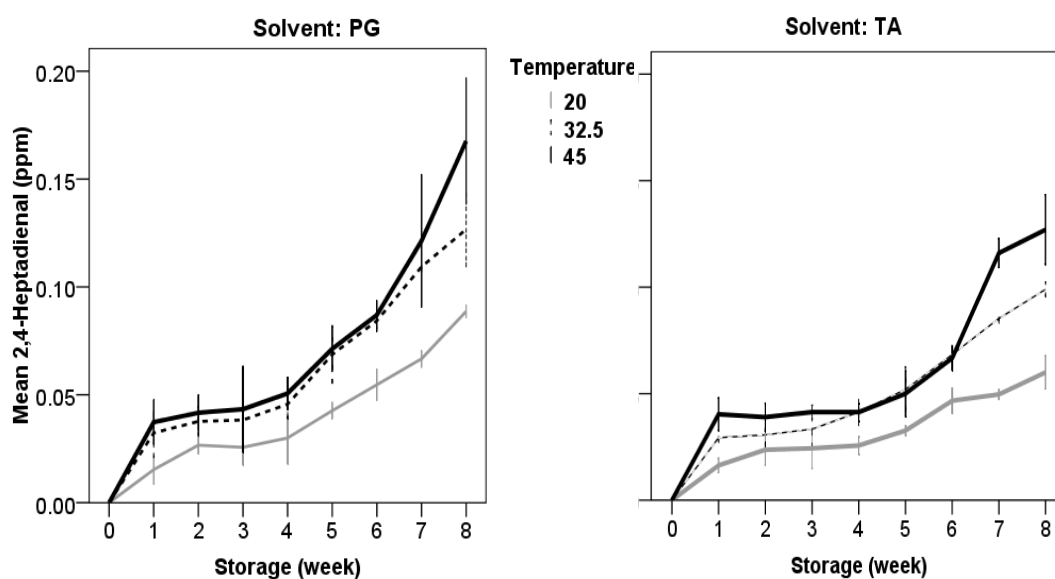 Solvent: PG
Mean 2,4-Heptadienal (ppm)
0.20
0.15
0.10
0.05
0.00
0 1 2 3 4 5 6 7 8
Storage (week)
Temperature
20
32.5
45
Solvent: TA
0 1 2 3 4 5 6 7 8
Storage (week)